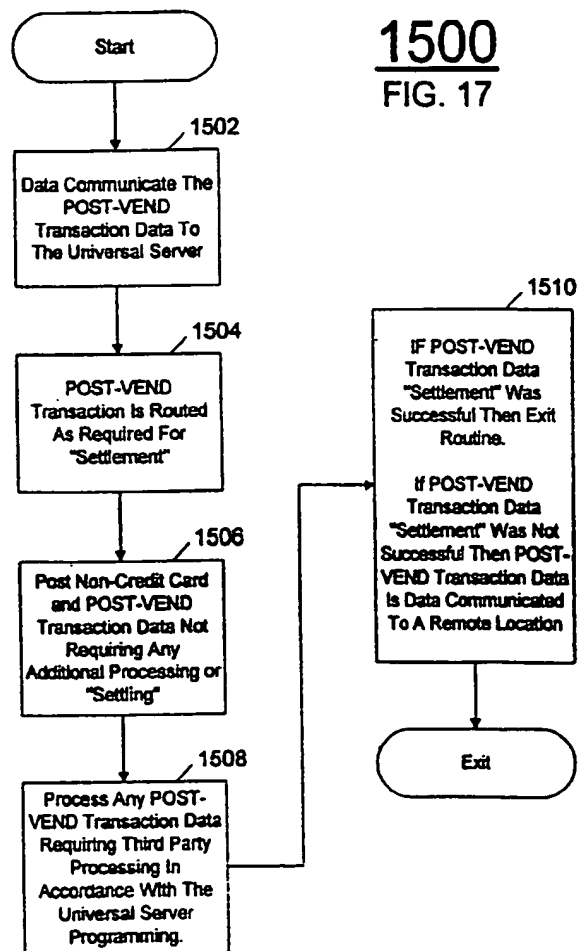 1500
FIG. 17
Start
1502
Data Communicate The
POST-VEND
Transaction Data To
The Universal Server
1504
POST-VEND
Transaction Is Routed
As Required For
"Settlement"
1506
Post Non-Credit Card
and POST-VEND
Transaction Data Not
Requiring Any
Additional Processing or
"Settling"
1508
Process Any POST-
VEND Transaction Data
Requiring Third Party
Processing In
Accordance With The
Universal Server
Programming.
1510
IF POST-VEND
Transaction Data
"Settlement" Was
Successful Then Exit
Routine.
If POST-VEND
Transaction Data
"Settlement" Was Not
Successful Then POST-
VEND Transaction Data
Is Data Communicated
To A Remote Location
Exit